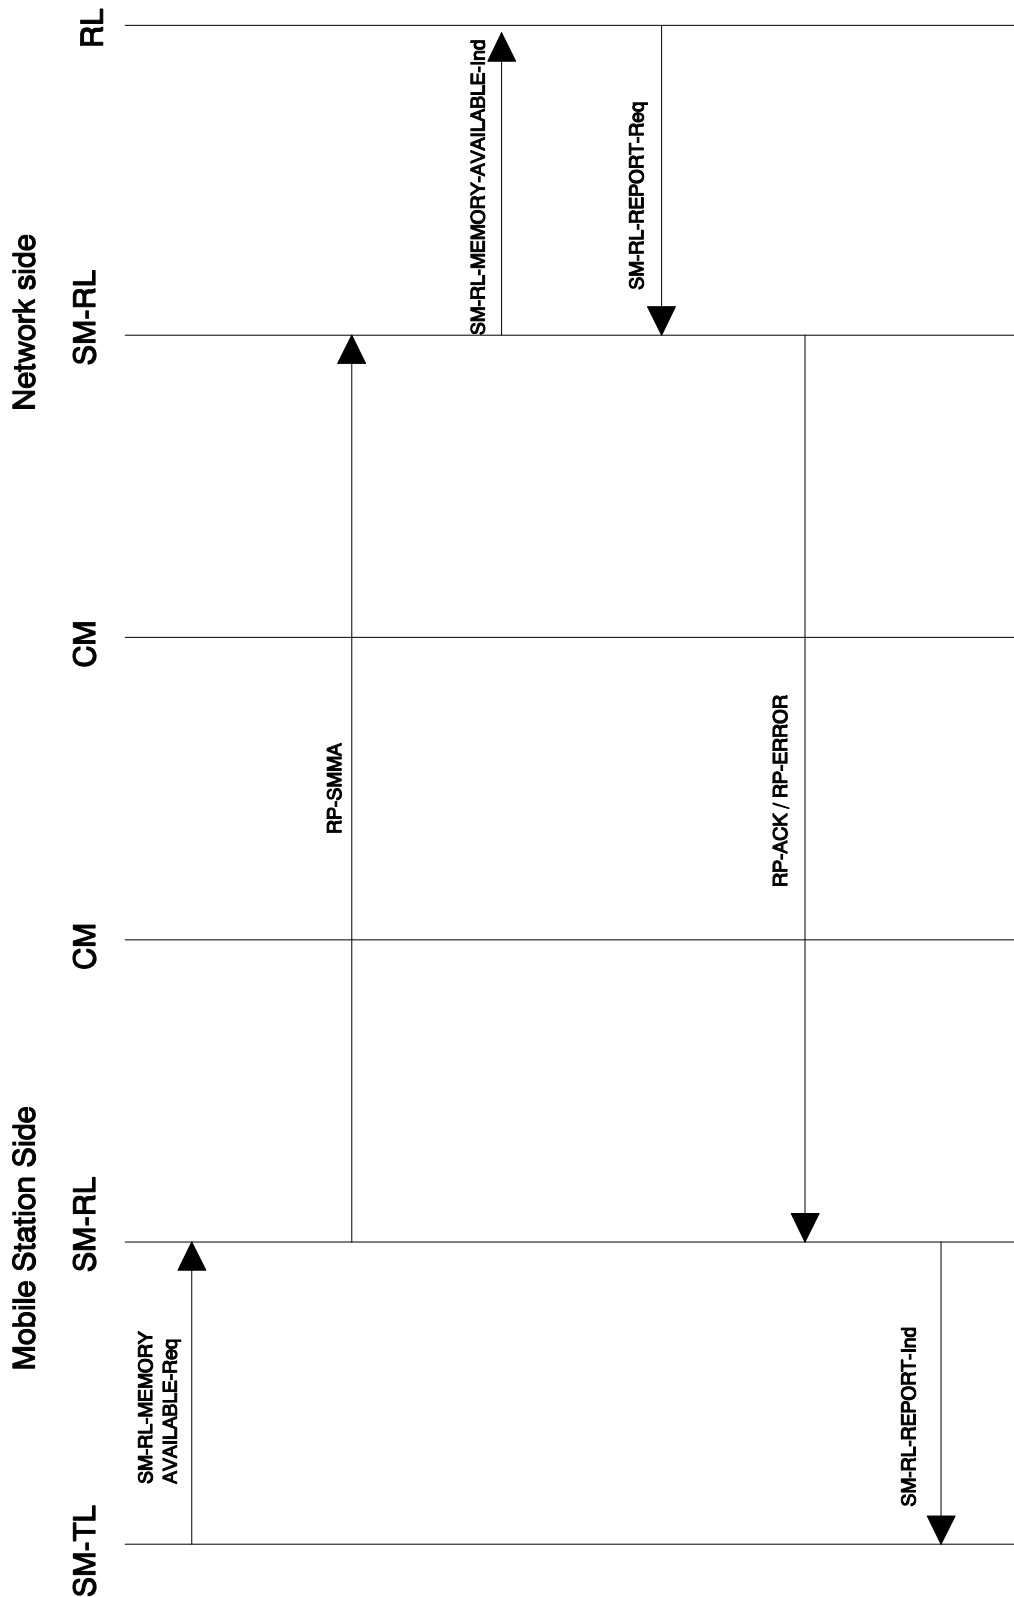 Mobile Station Side
Network side
SM-TL
SM-RL
CM
CM
SM-RL
RL
SM-RL-MEMORY
AVAILABLE-Req
RP-SMMA
SM-RL-MEMORY-AVAILABLE-Ind
SM-RL-REPORT-Req
RP-ACK / RP-ERROR
SM-RL-REPORT-Ind